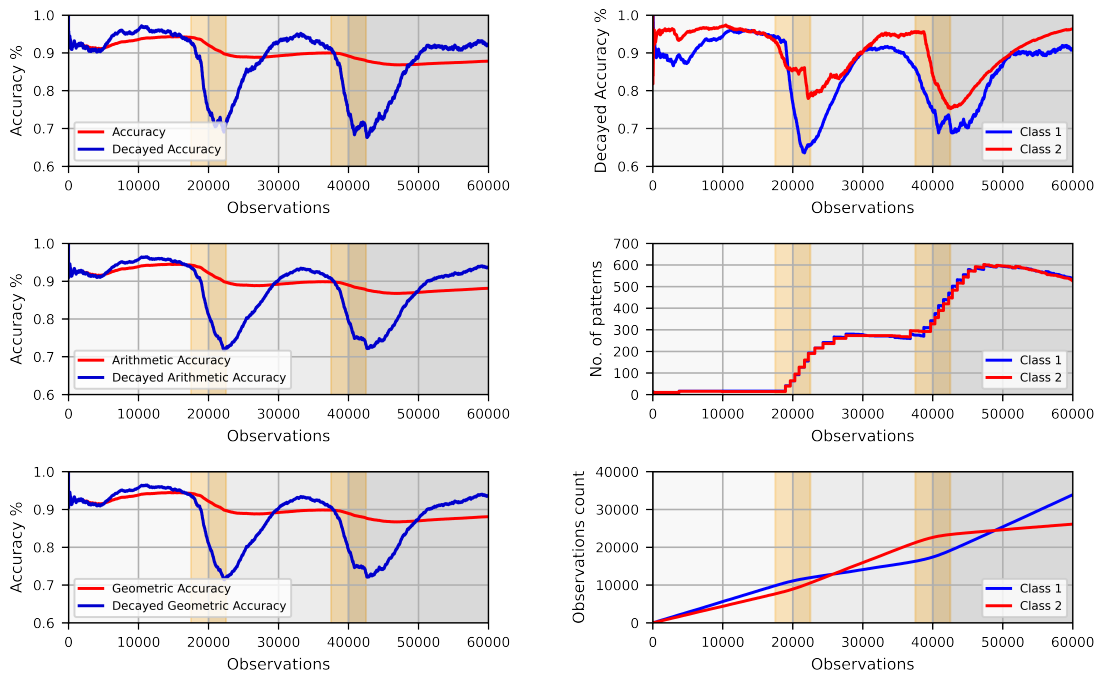 1.0
0.9
0.8
0.7
0.6
Accuracy %
Accuracy
Decayed Accuracy
0 10000 20000 30000 40000 50000 60000
Observations
1.0
0.9
0.8
0.7
0.6
Decayed Accuracy %
Class 1
Class 2
0 10000 20000 30000 40000 50000 60000
Observations
1.0
0.9
0.8
0.7
0.6
Accuracy %
Arithmetic Accuracy
Decayed Arithmetic Accuracy
0 10000 20000 30000 40000 50000 60000
Observations
700
600
500
400
300
200
100
0
No. of patterns
Class 1
Class 2
0 10000 20000 30000 40000 50000 60000
Observations
1.0
0.9
0.8
0.7
0.6
Accuracy %
Geometric Accuracy
Decayed Geometric Accuracy
0 10000 20000 30000 40000 50000 60000
Observations
40000
30000
20000
10000
0
Observations count
Class 1
Class 2
0 10000 20000 30000 40000 50000 60000
Observations